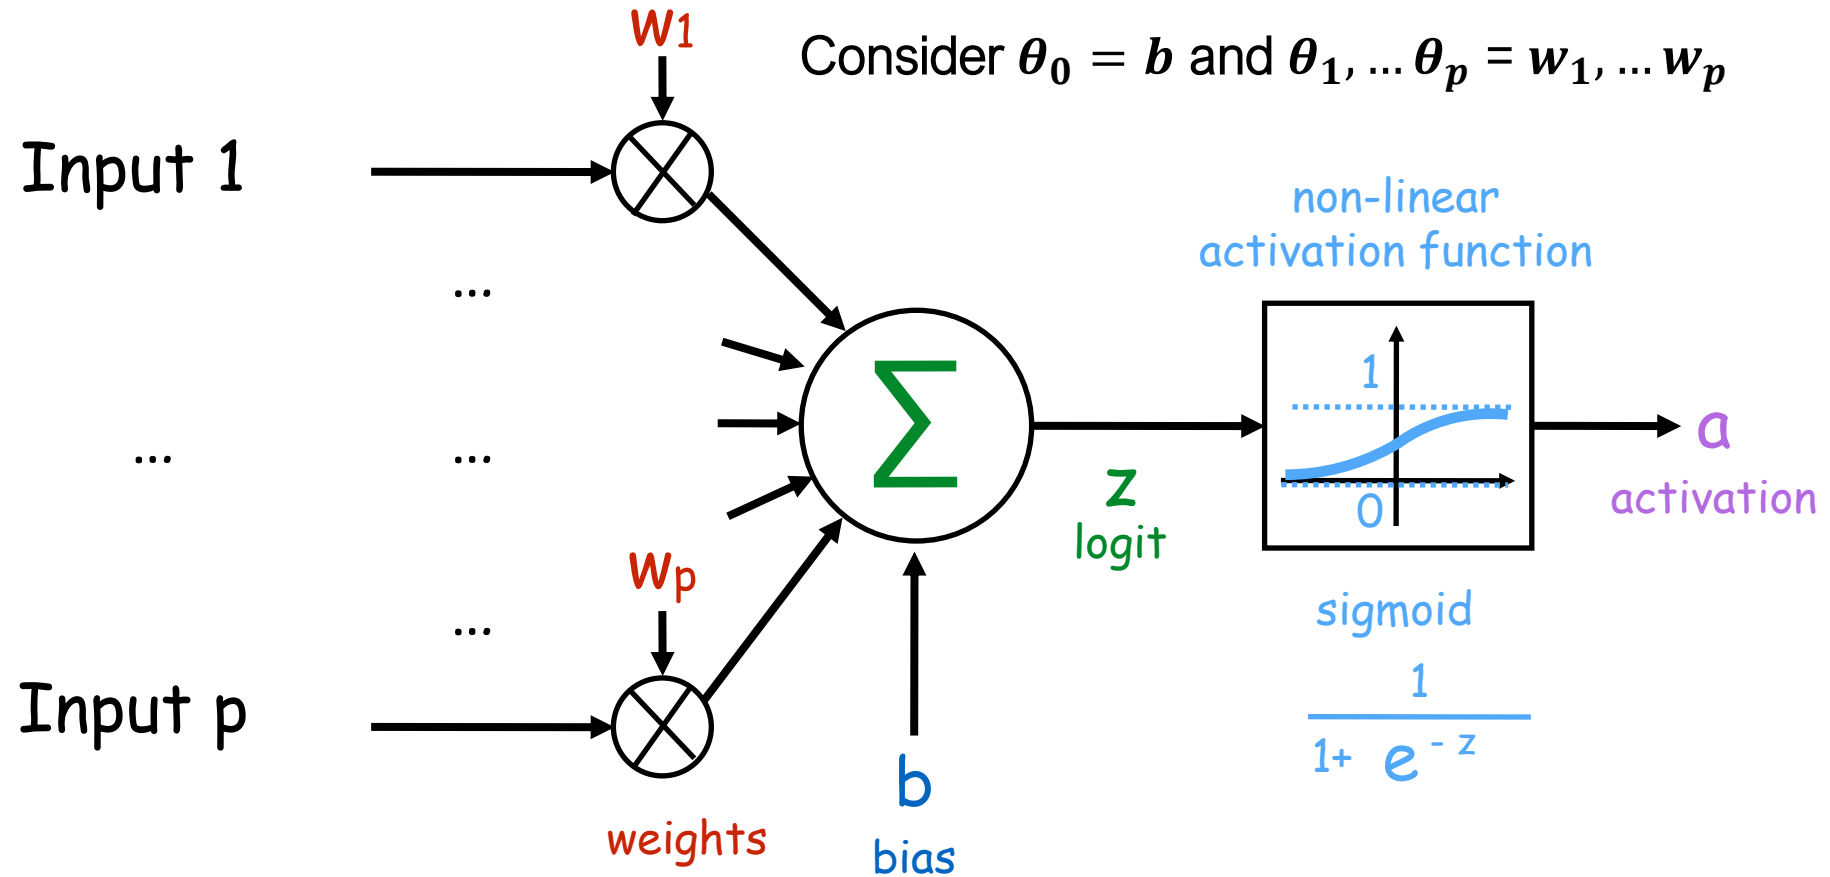 w1
Consider θ0 = b and θ1, ... θp = w1, ... wp
Input 1
non-linear
activation function
...
1
Σ
a
...
...
z
0
activation
logit
wp
sigmoid
...
Input p
1
1+ e - z
b
weights
bias